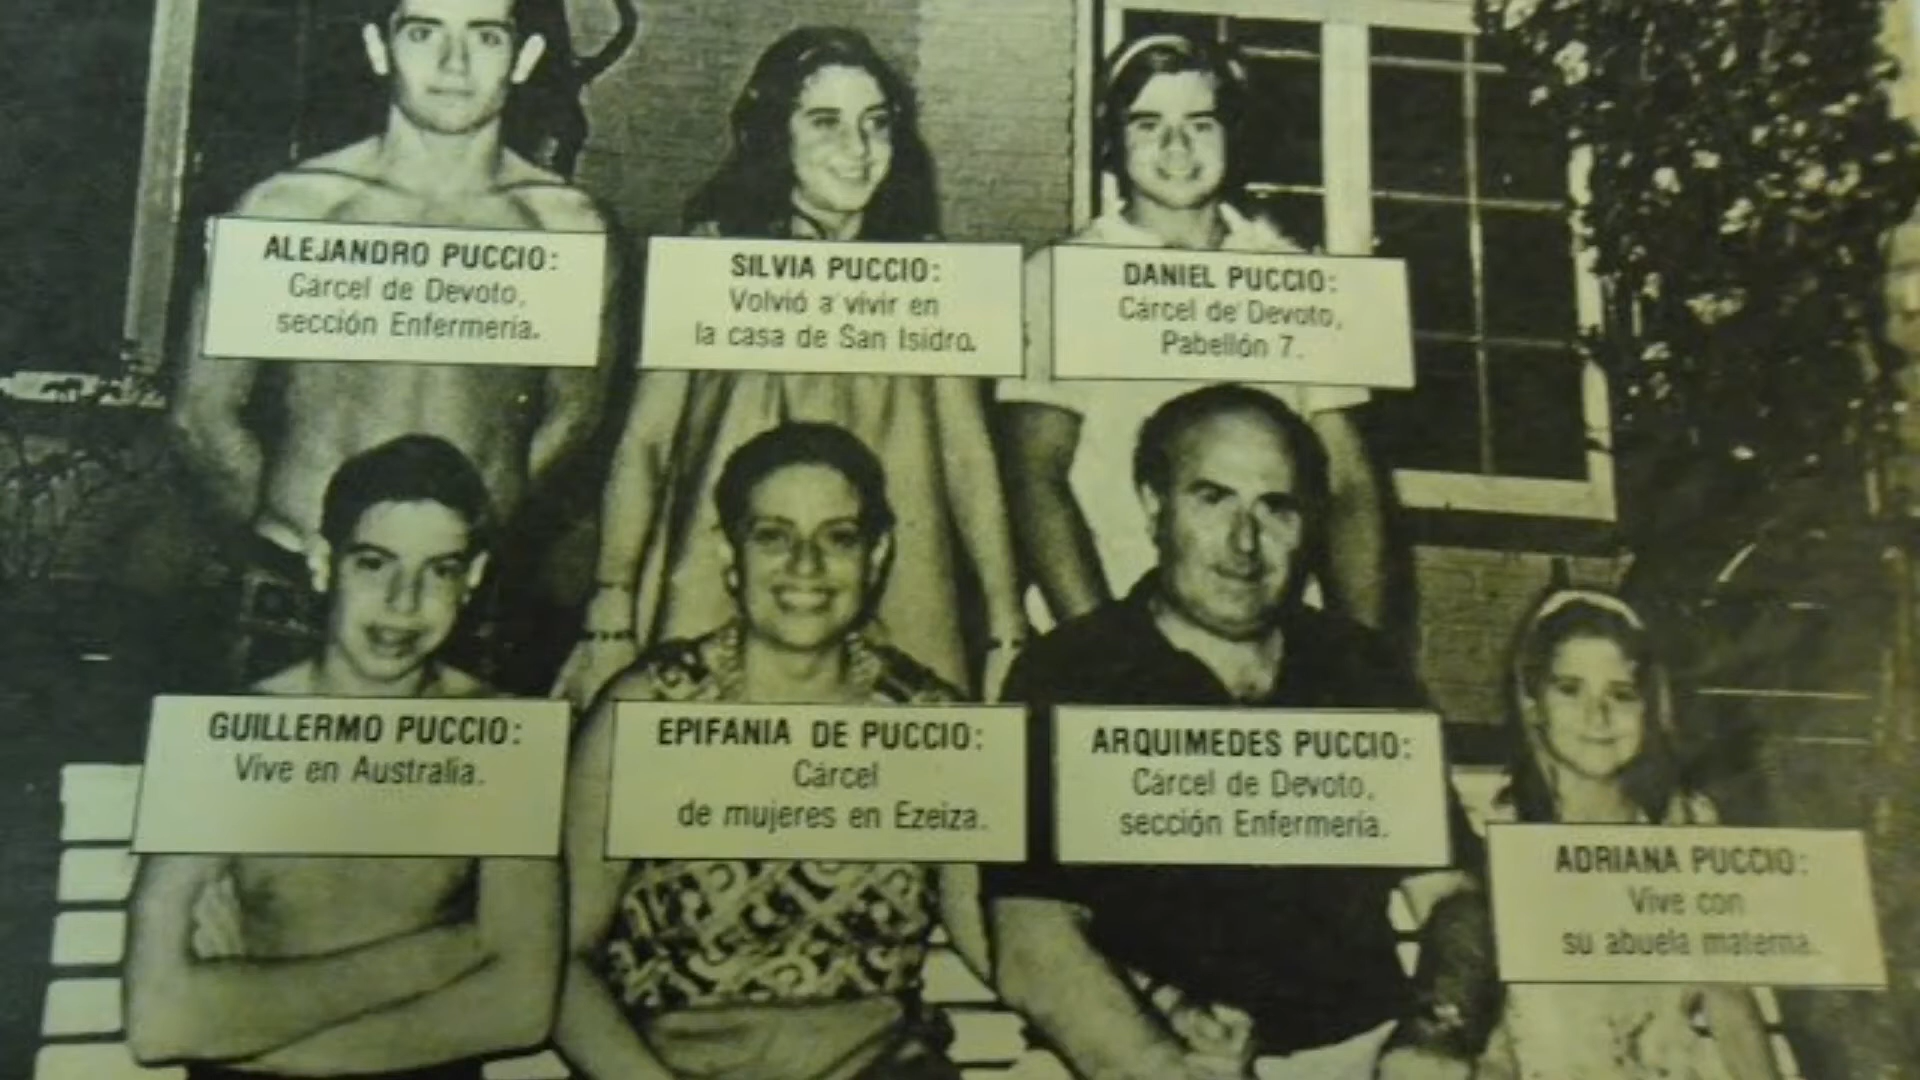 ALEJANDRO PUCCIO:
Cárcel de Devoto,
sección Enfermería.
SILVIA PUCCIO:
Volvió a vivir en
la casa de San Isidro.
DANIEL PUCCIO:
Cárcel de Devoto,
Pabellón 7.
GUILLERMO PUCCIO:
Vive en Australia.
EPIFANIA DE PUCCIO:
Cárcel
de mujeres en Ezeiza.
ARQUIMEDES PUCCIO:
Cárcel de Devoto,
sección Enfermería.
ADRIANA PUCCIO:
Vive con
su abuela materna.